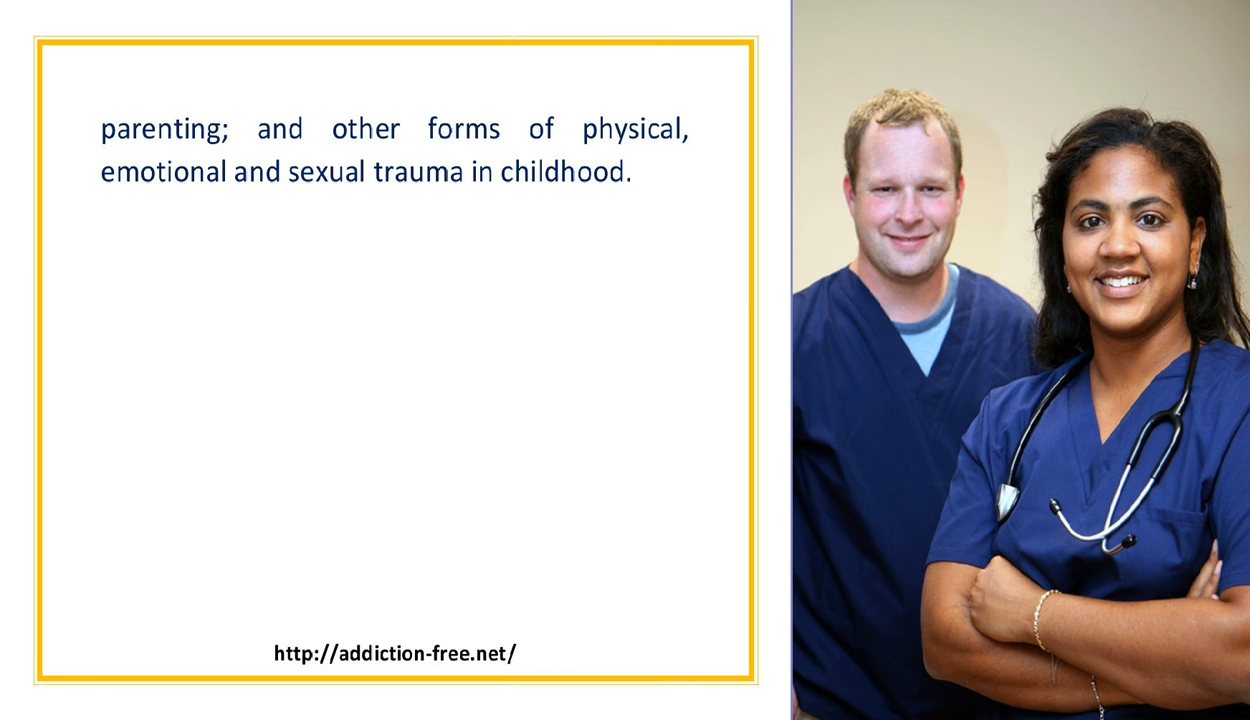 parenting; and other forms of physical,
emotional and sexual trauma in childhood.
http://addiction-free.net/